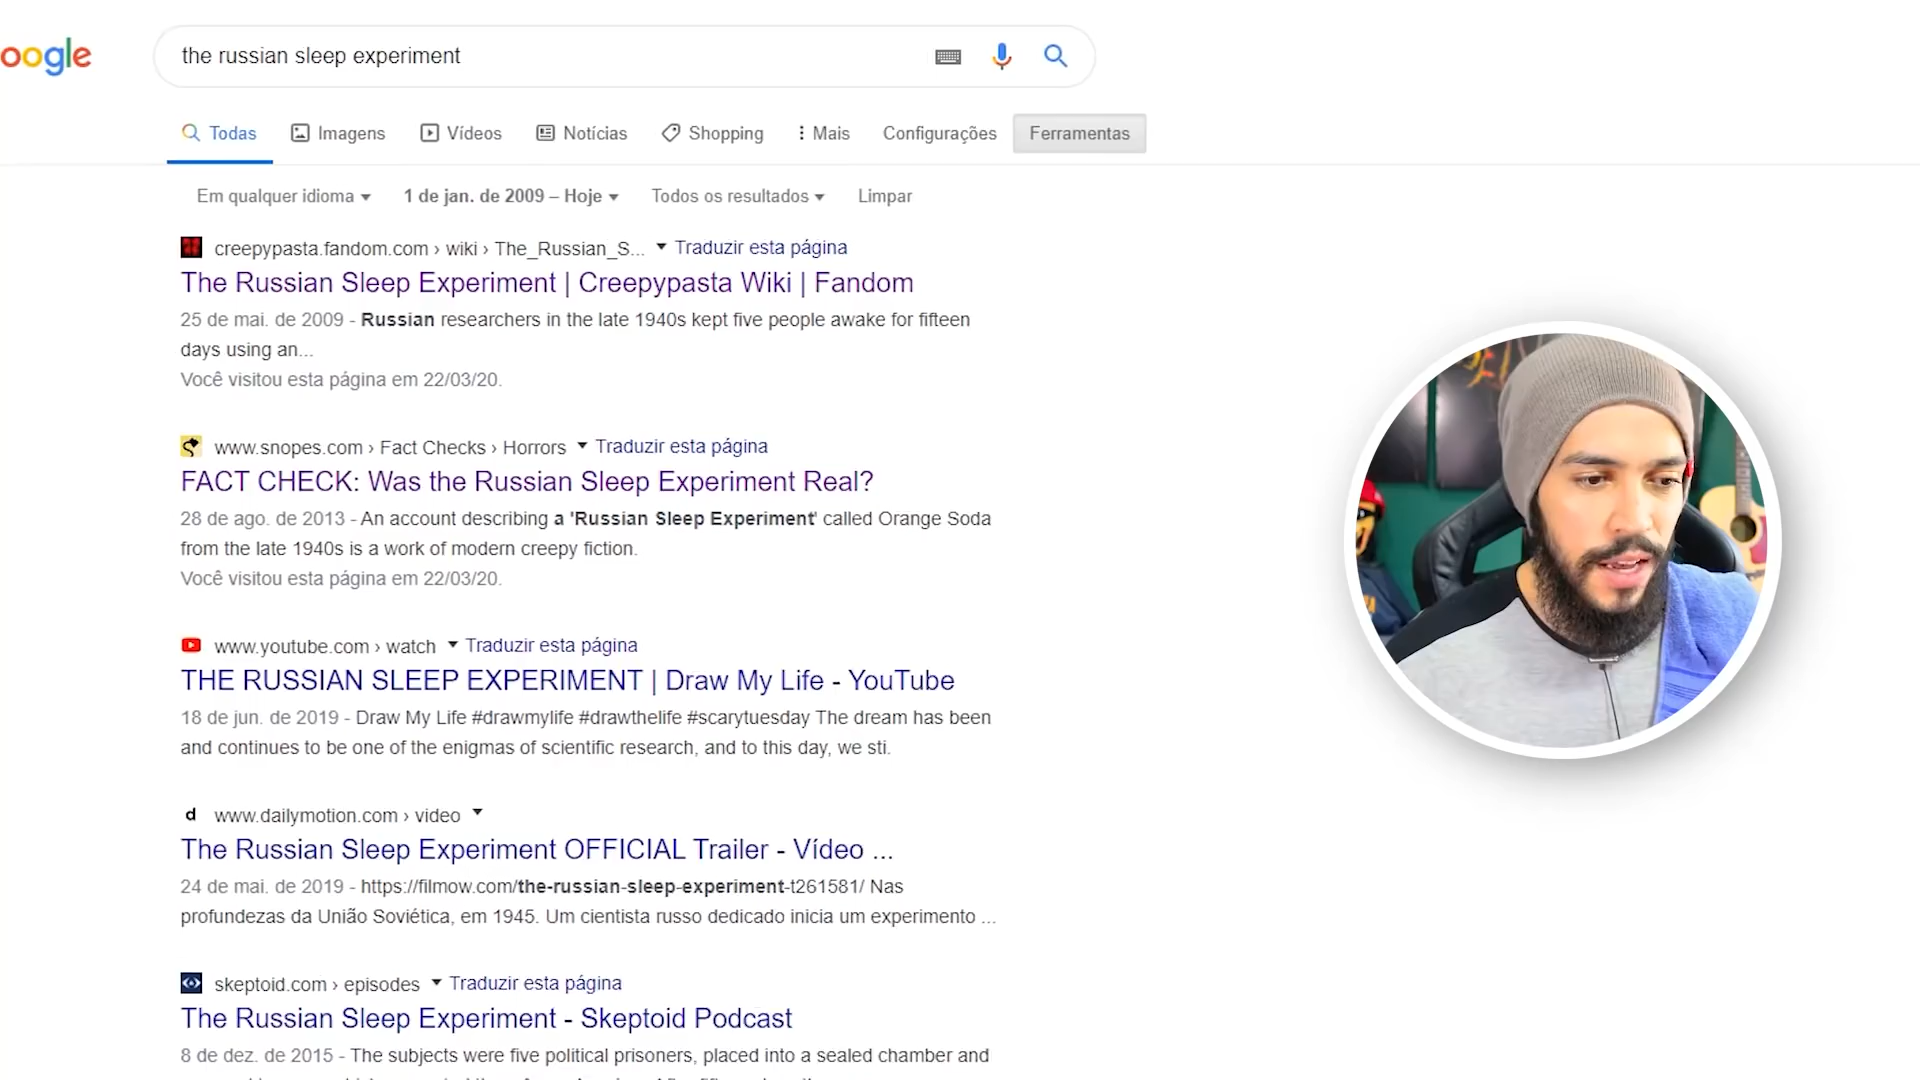 oogle
the russian sleep experiment
Todas Imagens Vídeos Notícias Shopping Mais Configurações Ferramentas
Em qualquer idioma 1 de jan. de 2009 – Hoje Todos os resultados Limpar
creepypasta.fandom.com › wiki › The_Russian_S... Traduzir esta página
The Russian Sleep Experiment | Creepypasta Wiki | Fandom
25 de mai. de 2009 - Russian researchers in the late 1940s kept five people awake for fifteen
days using an...
Você visitou esta página em 22/03/20.
www.snopes.com › Fact Checks › Horrors Traduzir esta página
FACT CHECK: Was the Russian Sleep Experiment Real?
28 de ago. de 2013 - An account describing a 'Russian Sleep Experiment' called Orange Soda
from the late 1940s is a work of modern creepy fiction.
Você visitou esta página em 22/03/20.
www.youtube.com › watch Traduzir esta página
THE RUSSIAN SLEEP EXPERIMENT | Draw My Life - YouTube
18 de jun. de 2019 - Draw My Life #drawmylife #drawthelife #scarytuesday The dream has been
and continues to be one of the enigmas of scientific research, and to this day, we sti.
d www.dailymotion.com › video
The Russian Sleep Experiment OFFICIAL Trailer - Vídeo ...
24 de mai. de 2019 - https://filmow.com/the-russian-sleep-experiment-t261581/ Nas
profundezas da União Soviética, em 1945. Um cientista russo dedicado inicia um experimento ...
skeptoid.com › episodes Traduzir esta página
The Russian Sleep Experiment - Skeptoid Podcast
8 de dez. de 2015 - The subjects were five political prisoners, placed into a sealed chamber and